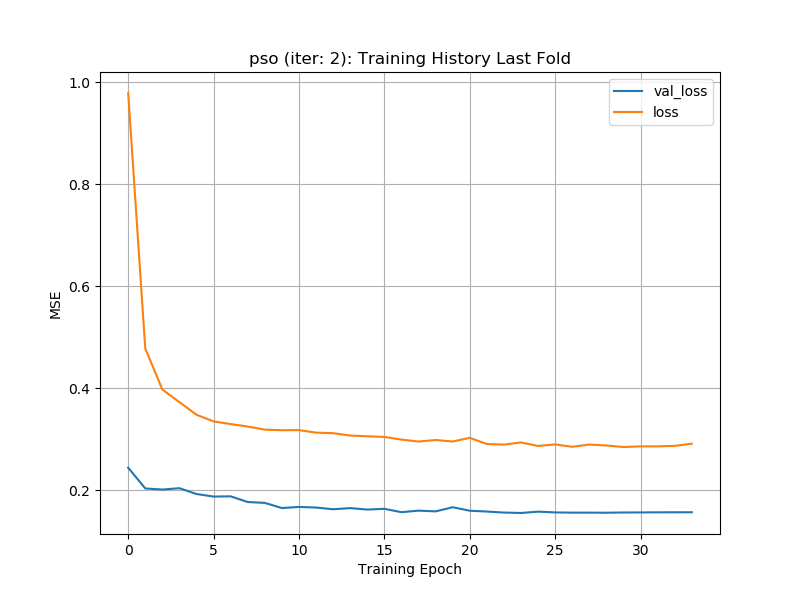 pso (iter: 2): Training History Last Fold
val_loss
loss
1.0
0.8
0.6
0.4
0.2
MSE
0 5 10 15 20 25 30
Training Epoch